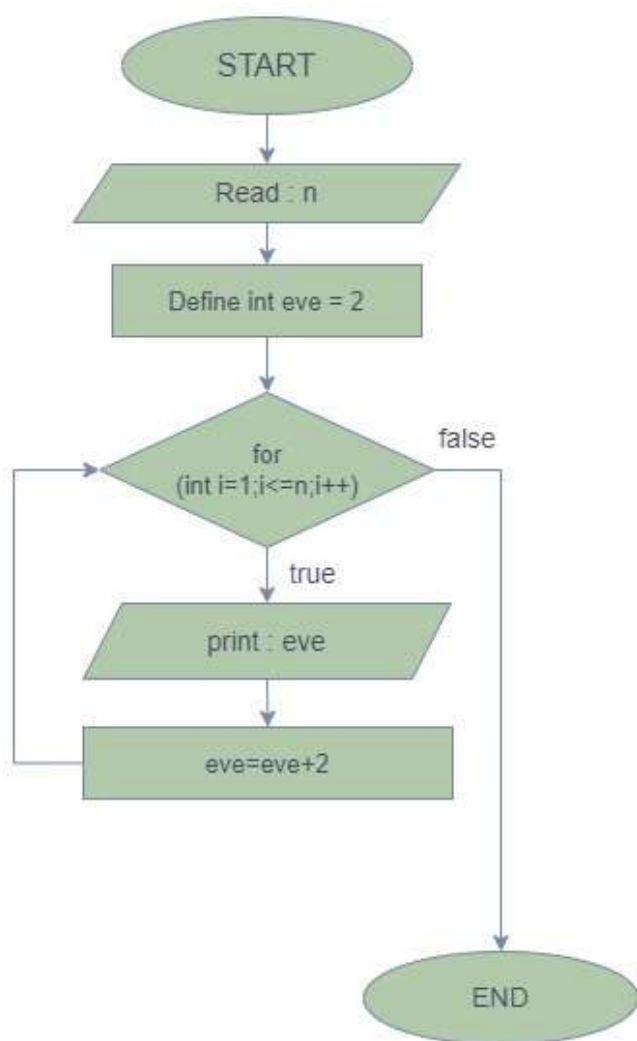 START
Read : n
Define int eve = 2
for
(int i=1;i<=n;i++)
false
true
print : eve
eve=eve+2
END